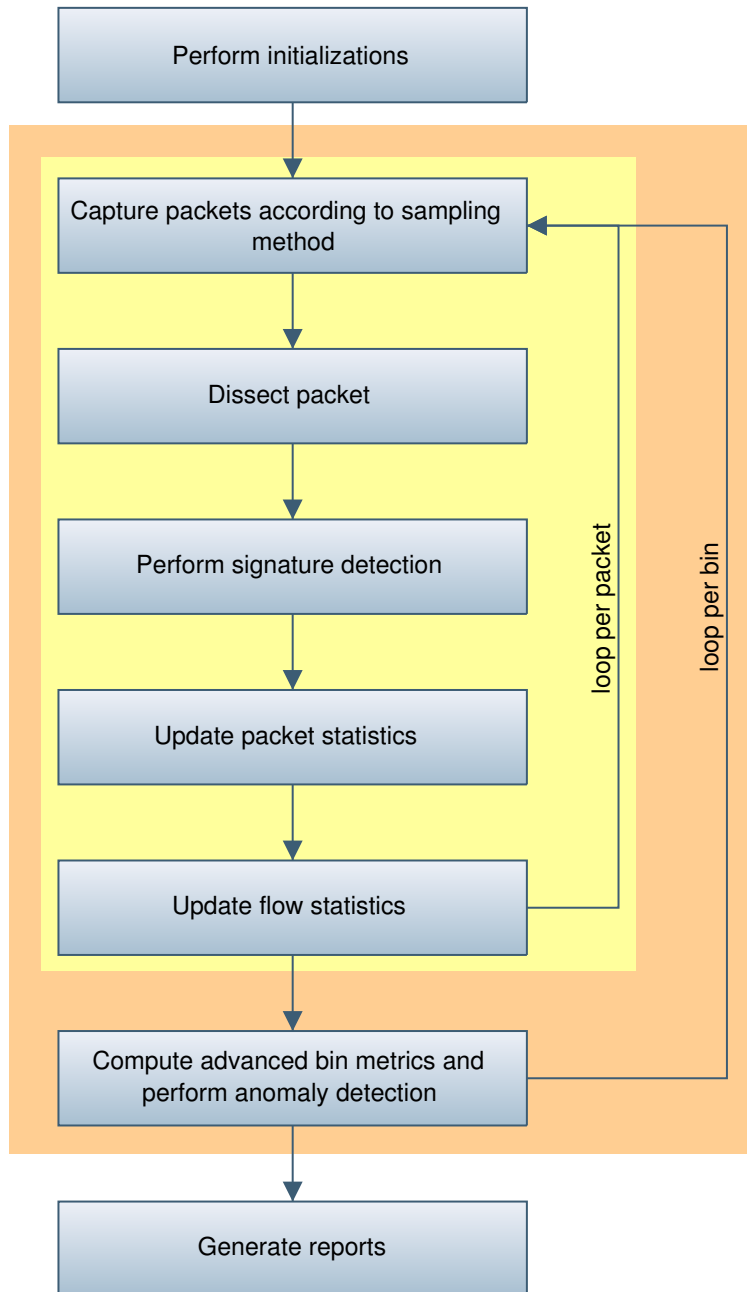 Perform initializations
Capture packets according to sampling
method
Dissect packet
Perform signature detection
loop per packet
loop per bin
Update packet statistics
Update flow statistics
Compute advanced bin metrics and
perform anomaly detection
Generate reports